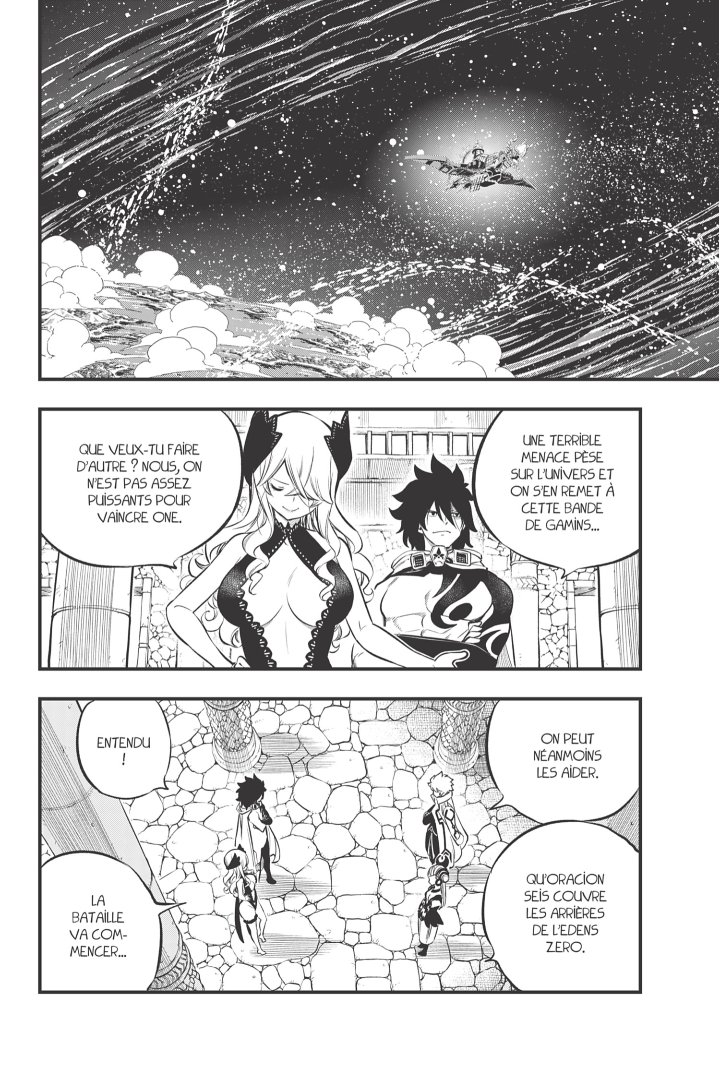 UNE TERRIBLE
MENACE PÈSE
SUR L'UNIVERS ET
ON S'EN REMET À
CETTE BANDE
DE GAMINS...
QUE VEUX-TU FAIRE
D'AUTRE ? NOUS, ON
N'EST PAS ASSEZ
PUISSANTS POUR
VAINCRE ONE.
ON PEUT
NÉANMOINS
LES AIDER.
QU'ORACION
SEIS COUVRE
LES ARRIÈRES
DE L'EDENS
ZERO.
ENTENDU
!
LA
BATAILLE
VA COM-
MENCER...